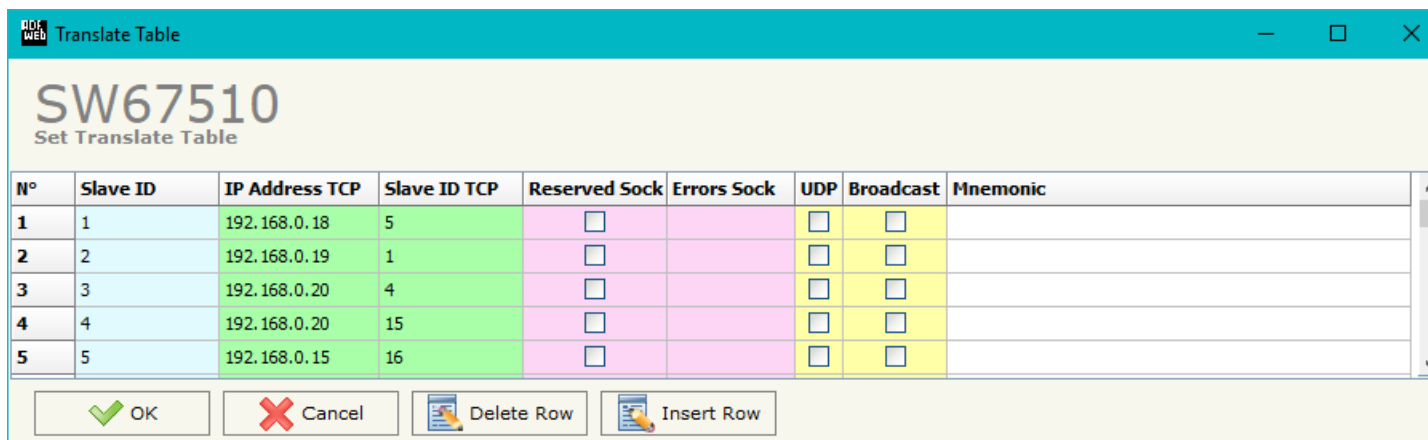 ADF WEB Translate Table
SW67510
Set Translate Table
N° Slave ID IP Address TCP Slave ID TCP Reserved Sock Errors Sock UDP Broadcast Mnemonic
1 1 192.168.0.18 5
2 2 192.168.0.19 1
3 3 192.168.0.20 4
4 4 192.168.0.20 15
5 5 192.168.0.15 16
OK Cancel Delete Row Insert Row